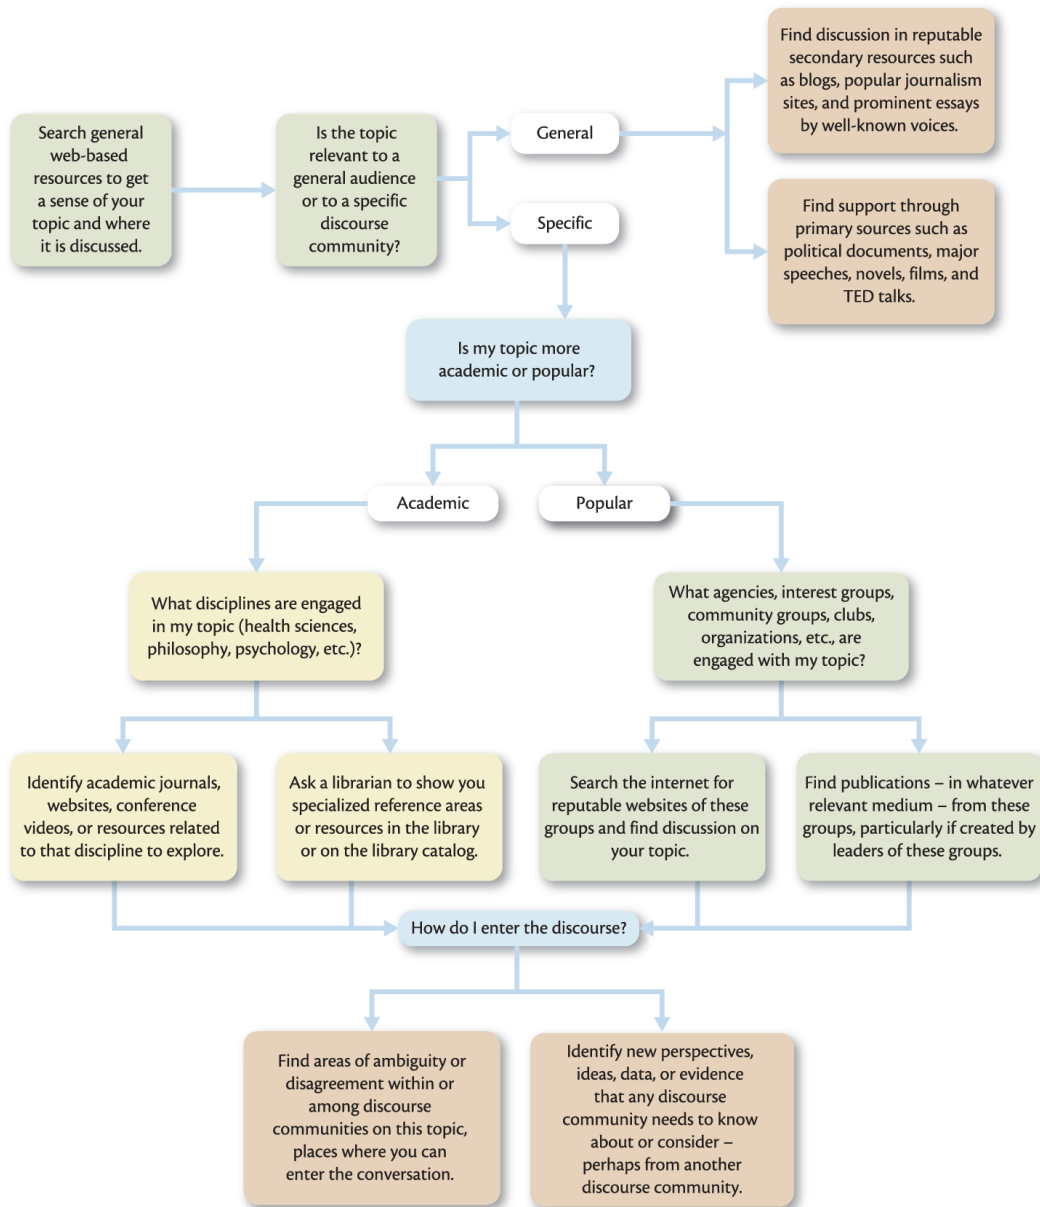 Search general
web-based
resources to get
a sense of your
topic and where
it is discussed.
Is the topic
relevant to a
general audience
or to a specific
discourse
community?
General
Specific
Find discussion in reputable
secondary resources such
as blogs, popular journalism
sites, and prominent essays
by well-known voices.
Find support through
primary sources such as
political documents, major
speeches, novels, films, and
TED talks.
Is my topic more
academic or popular?
Academic
Popular
What disciplines are engaged
in my topic (health sciences,
philosophy, psychology, etc.)?
What agencies, interest groups,
community groups, clubs,
organizations, etc., are
engaged with my topic?
Identify academic journals,
websites, conference
videos, or resources related
to that discipline to explore.
Ask a librarian to show you
specialized reference areas
or resources in the library
or on the library catalog.
Search the internet for
reputable websites of these
groups and find discussion on
your topic.
Find publications – in whatever
relevant medium – from these
groups, particularly if created by
leaders of these groups.
How do I enter the discourse?
Find areas of ambiguity or
disagreement within or
among discourse
communities on this topic,
places where you can
enter the conversation.
Identify new perspectives,
ideas, data, or evidence
that any discourse
community needs to know
about or consider –
perhaps from another
discourse community.